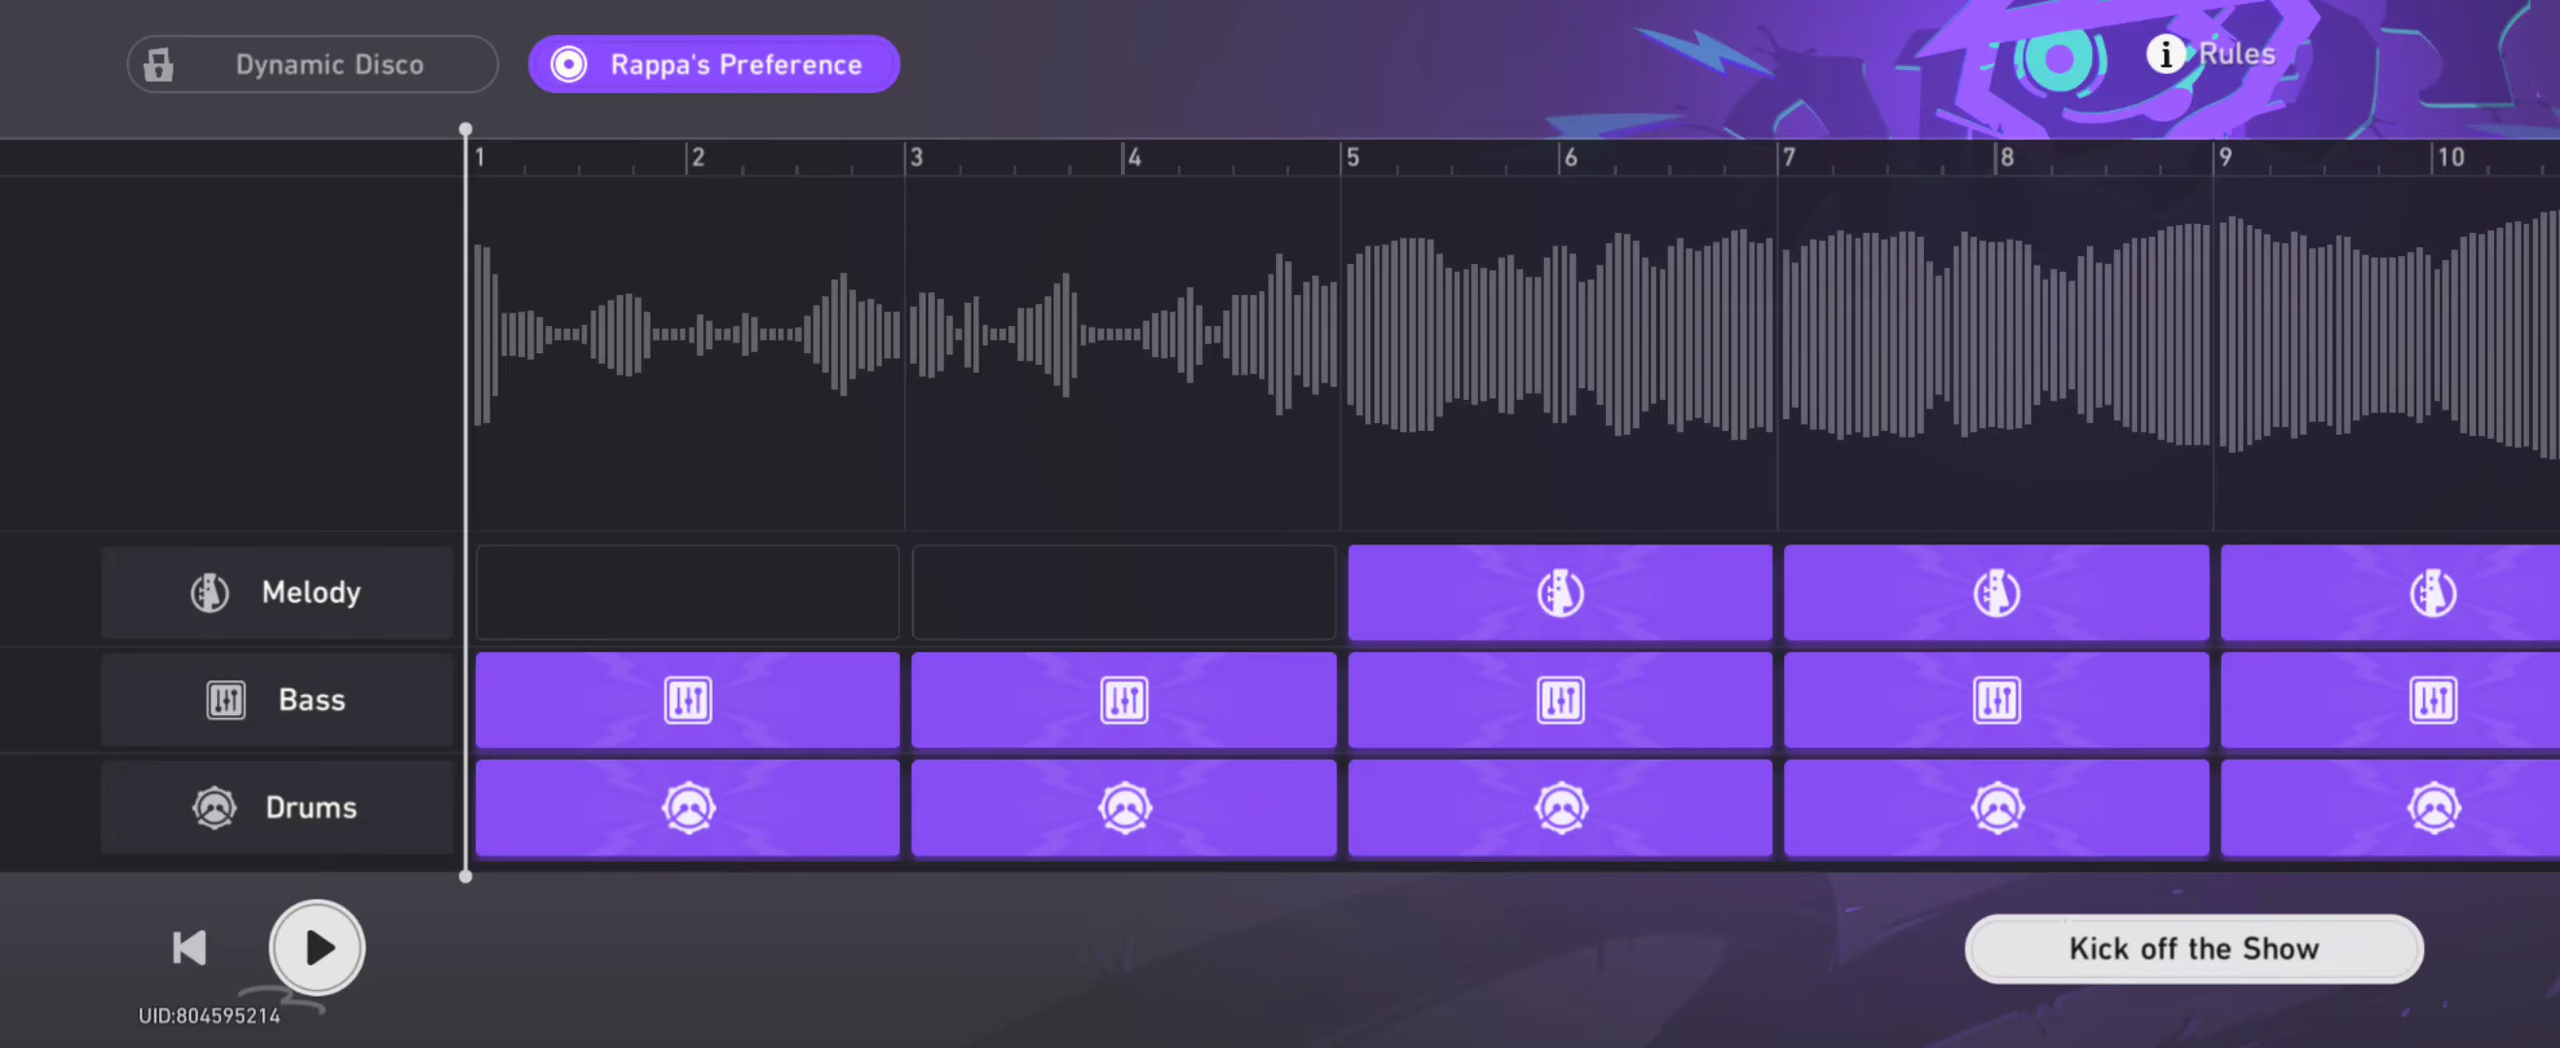 Dynamic Disco
Rappa's Preference
Rules
1 2 3 4 5 6 7 8 9 10
Melody
Bass
Drums
Kick off the Show
UID:804595214